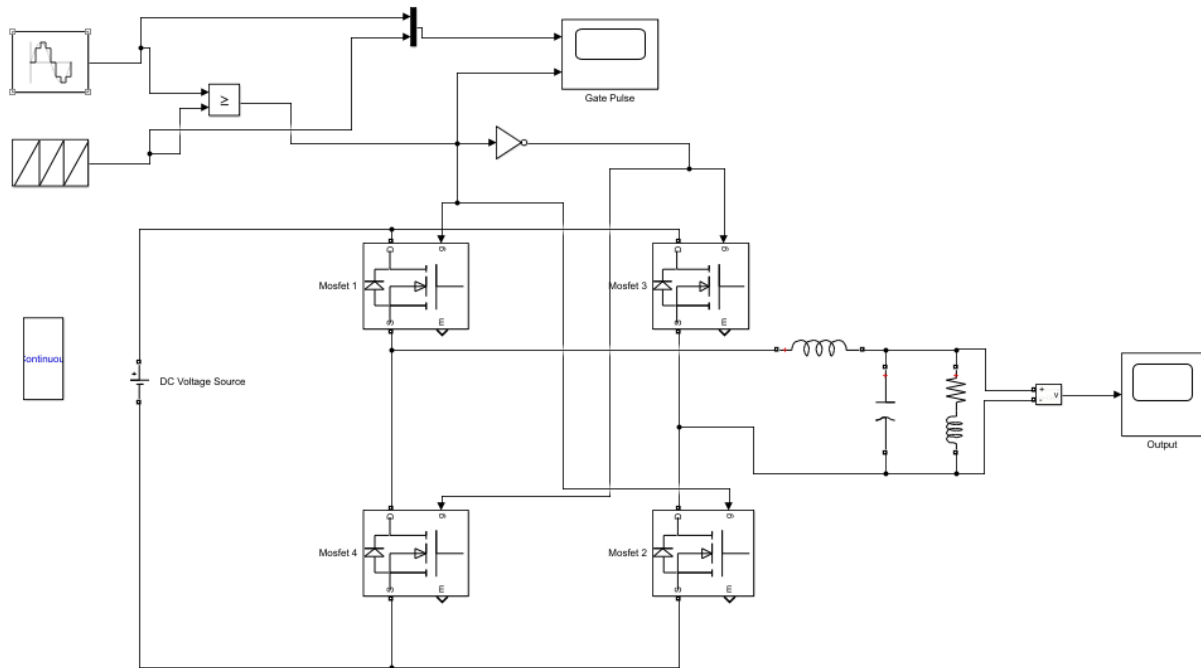 ≥
Gate Pulse
D
g
Mosfet 1
S
m
D
g
Mosfet 3
S
m
Continuou
+
DC Voltage Source
+
+
+
+
-
v
Output
D
g
Mosfet 4
S
m
D
g
Mosfet 2
S
m